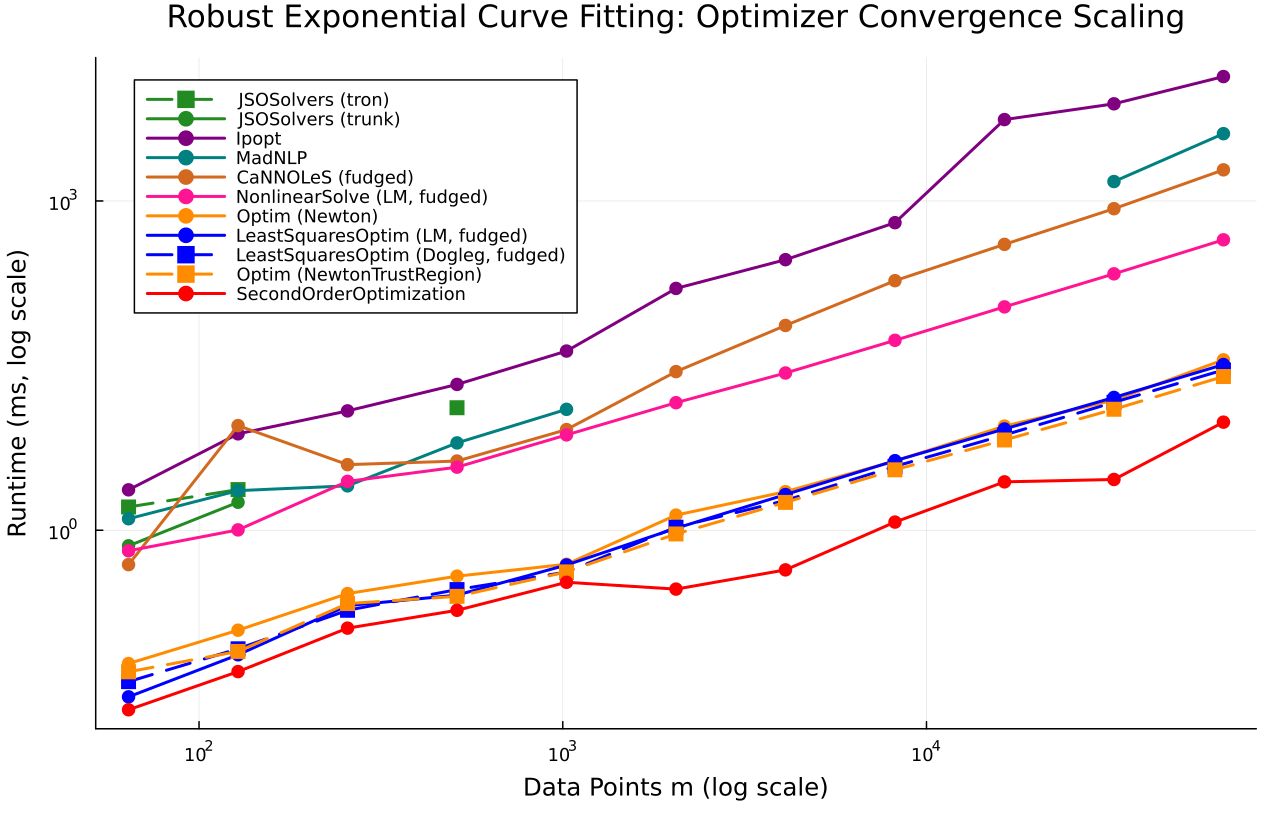 Robust Exponential Curve Fitting: Optimizer Convergence Scaling
JSOSolvers (tron)
JSOSolvers (trunk)
Ipopt
MadNLP
CaNNOLeS (fudged)
NonlinearSolve (LM, fudged)
Optim (Newton)
LeastSquaresOptim (LM, fudged)
LeastSquaresOptim (Dogleg, fudged)
Optim (NewtonTrustRegion)
SecondOrderOptimization
Runtime (ms, log scale)
10³
10⁰
10² 10³ 10⁴
Data Points m (log scale)